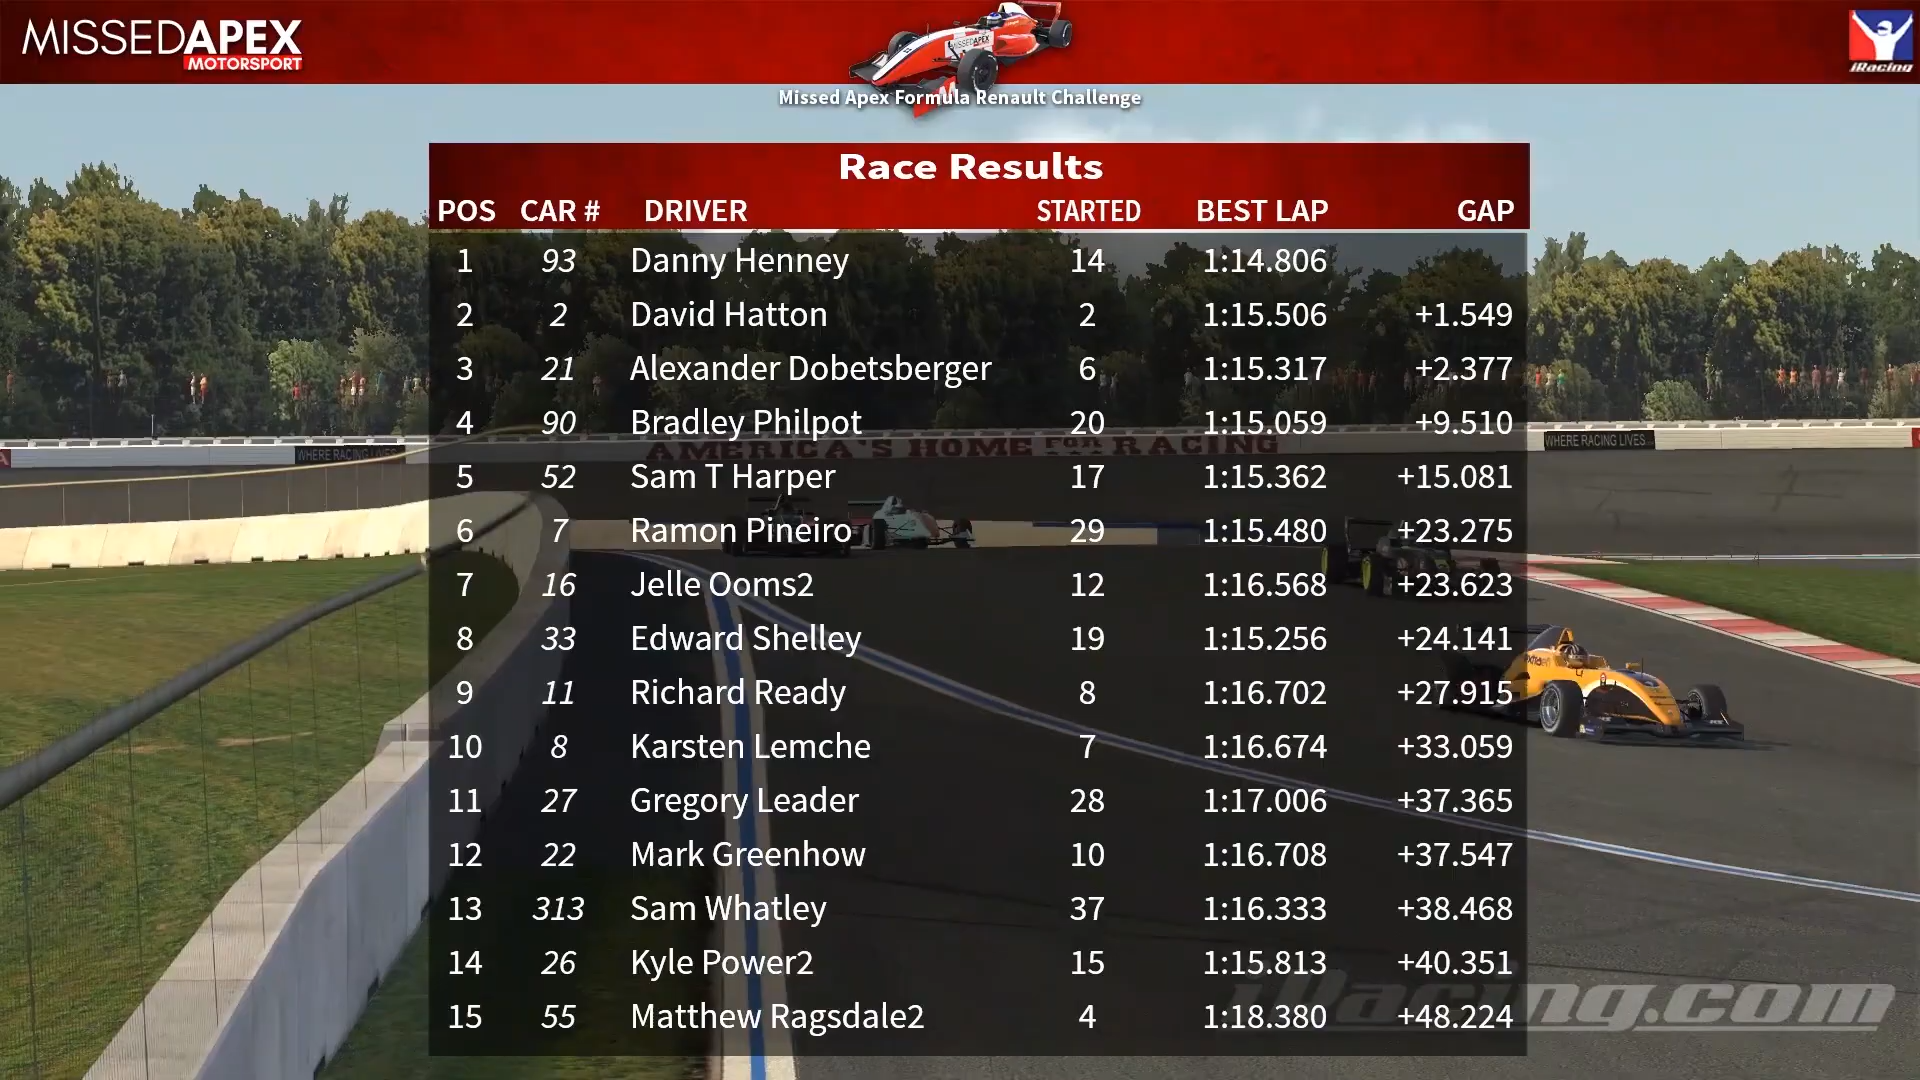 MISSEDAPEX
MOTORSPORT
iRacing
Missed Apex Formula Renault Challenge
Race Results
POS CAR # DRIVER STARTED BEST LAP GAP
1 93 Danny Henney 14 1:14.806
2 2 David Hatton 2 1:15.506 +1.549
3 21 Alexander Dobetsberger 6 1:15.317 +2.377
4 90 Bradley Philpot 20 1:15.059 +9.510
AMERICA'S HOME FOR RACING
WHERE RACING LIVES
WHERE RACING LIVES
5 52 Sam T Harper 17 1:15.362 +15.081
6 7 Ramon Pineiro 29 1:15.480 +23.275
7 16 Jelle Ooms2 12 1:16.568 +23.623
8 33 Edward Shelley 19 1:15.256 +24.141
9 11 Richard Ready 8 1:16.702 +27.915
10 8 Karsten Lemche 7 1:16.674 +33.059
11 27 Gregory Leader 28 1:17.006 +37.365
12 22 Mark Greenhow 10 1:16.708 +37.547
13 313 Sam Whatley 37 1:16.333 +38.468
14 26 Kyle Power2 15 1:15.813 +40.351
15 55 Matthew Ragsdale2 4 1:18.380 +48.224
iRacing.com